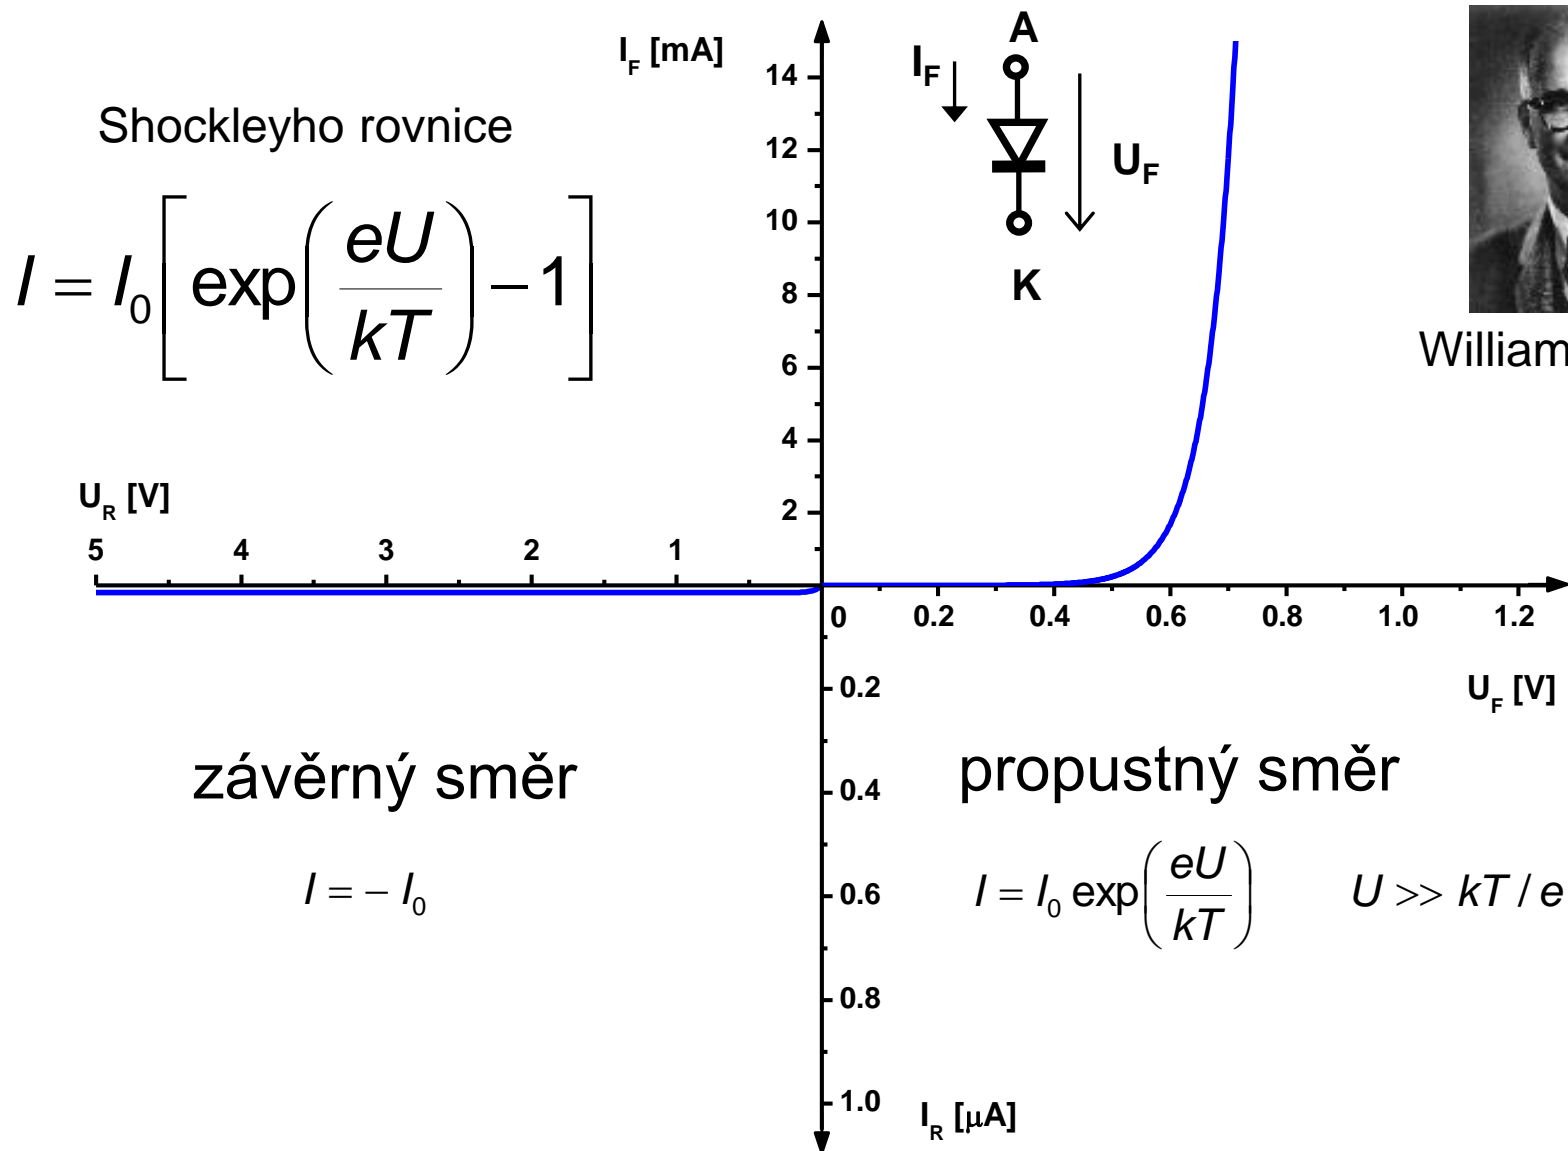 I_F [mA]
Shockleyho rovnice
I = I_0 [ exp( eU / kT ) − 1 ]
A
I_F
U_F
K
William
14
12
10
8
6
4
2
U_R [V]
5 4 3 2 1
0 0.2 0.4 0.6 0.8 1.0 1.2
U_F [V]
0.2
0.4
0.6
0.8
1.0
I_R [µA]
závěrný směr
I = − I_0
propustný směr
I = I_0 exp( eU / kT ) U >> kT / e